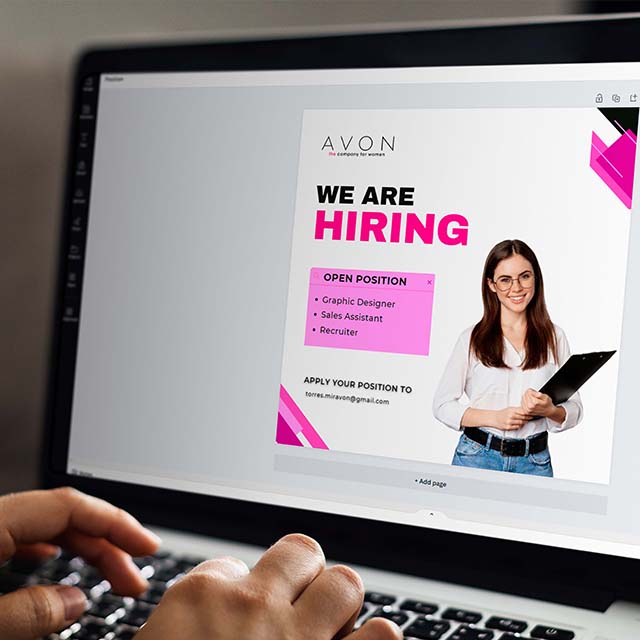 AVON
the company for women
WE ARE
HIRING
OPEN POSITION
• Graphic Designer
• Sales Assistant
• Recruiter
APPLY YOUR POSITION TO
torres.miravon@gmail.com
+ Add page